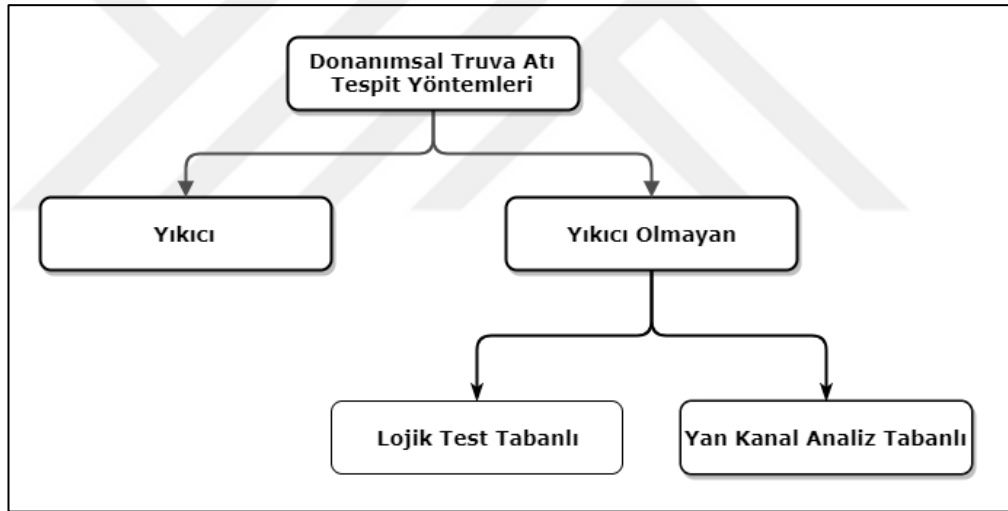 Donanımsal Truva Atı
Tespit Yöntemleri
Yıkıcı
Yıkıcı Olmayan
Lojik Test Tabanlı
Yan Kanal Analiz Tabanlı